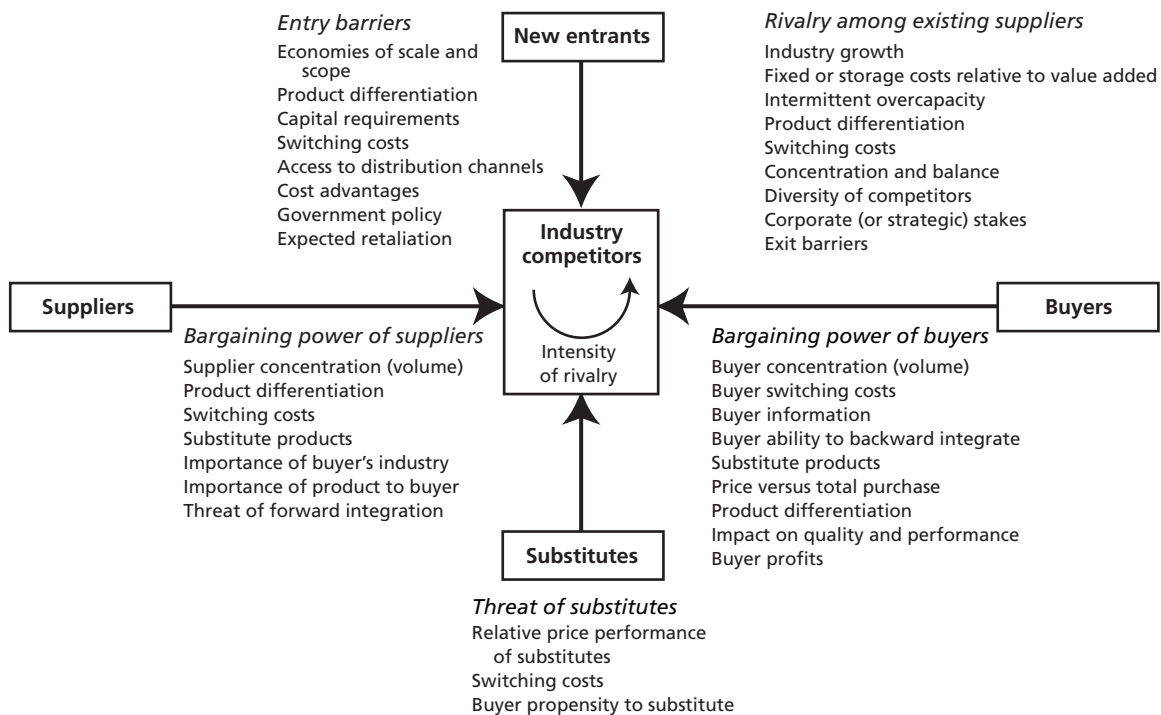 Entry barriers
Economies of scale and
scope
Product differentiation
Capital requirements
Switching costs
Access to distribution channels
Cost advantages
Government policy
Expected retaliation
New entrants
Rivalry among existing suppliers
Industry growth
Fixed or storage costs relative to value added
Intermittent overcapacity
Product differentiation
Switching costs
Concentration and balance
Diversity of competitors
Corporate (or strategic) stakes
Exit barriers
Industry
competitors
Intensity
of rivalry
Suppliers
Bargaining power of suppliers
Supplier concentration (volume)
Product differentiation
Switching costs
Substitute products
Importance of buyer's industry
Importance of product to buyer
Threat of forward integration
Buyers
Bargaining power of buyers
Buyer concentration (volume)
Buyer switching costs
Buyer information
Buyer ability to backward integrate
Substitute products
Price versus total purchase
Product differentiation
Impact on quality and performance
Buyer profits
Substitutes
Threat of substitutes
Relative price performance
of substitutes
Switching costs
Buyer propensity to substitute